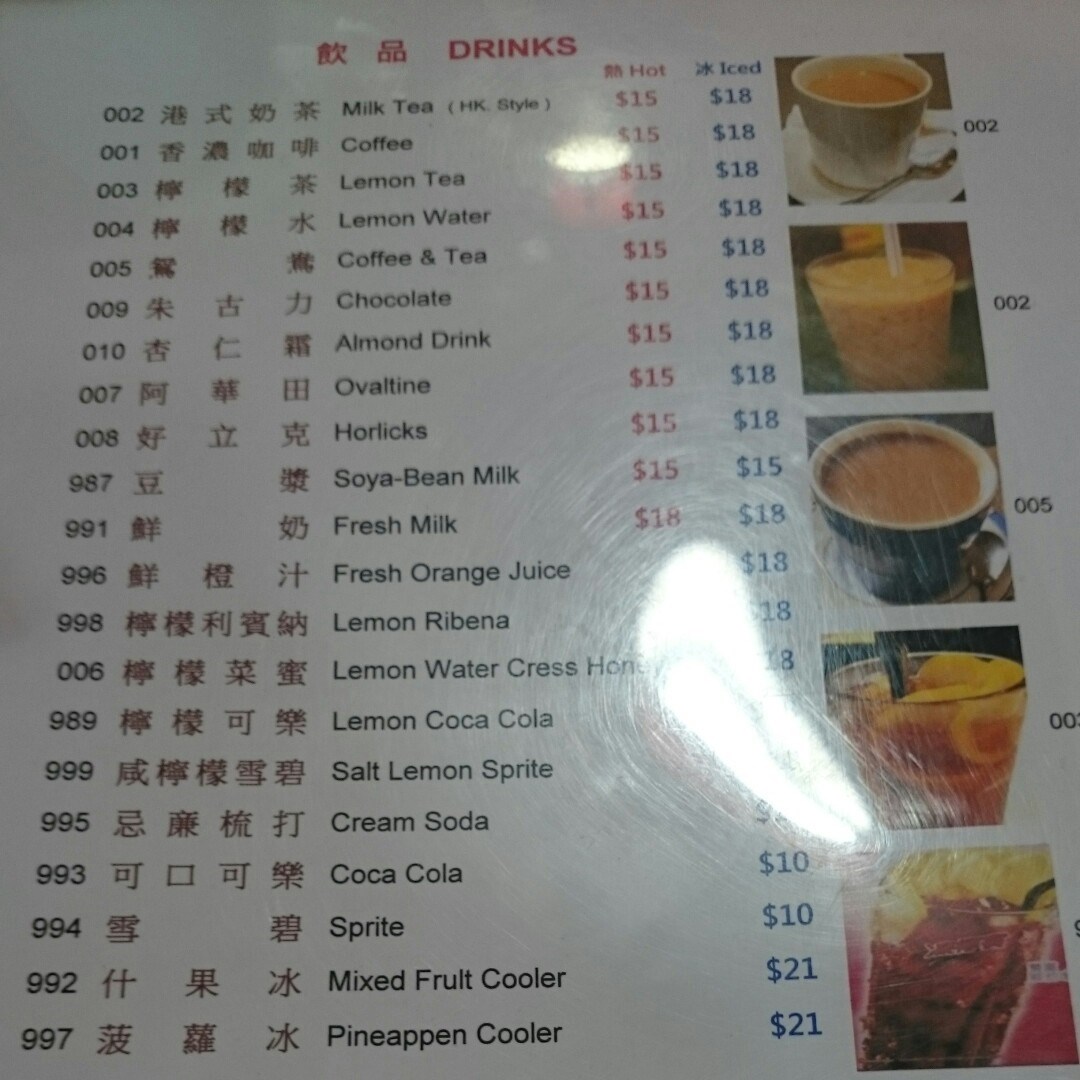 飲品 DRINKS
熱 Hot 冰 Iced
002 港式奶茶 Milk Tea (HK. Style) $15 $18
001 香濃咖啡 Coffee $15 $18
003 檸檬茶 Lemon Tea $15 $18
004 檸檬水 Lemon Water $15 $18
005 鴛鴦 Coffee & Tea $15 $18
009 朱古力 Chocolate $15 $18
010 杏仁霜 Almond Drink $15 $18
007 阿華田 Ovaltine $15 $18
008 好立克 Horlicks $15 $18
987 豆漿 Soya-Bean Milk $15 $15
991 鮮奶 Fresh Milk $18 $18
996 鮮橙汁 Fresh Orange Juice $18
998 檸檬利賓納 Lemon Ribena 18
006 檸檬菜蜜 Lemon Water Cress
989 檸檬可樂 Lemon Coca Cola
999 咸檸檬雪碧 Salt Lemon Sprite
995 忌廉梳打 Cream Soda
993 可口可樂 Coca Cola $10
994 雪碧 Sprite $10
992 什果冰 Mixed Frult Cooler $21
997 菠蘿冰 Pineappen Cooler $21
002
002
005
003